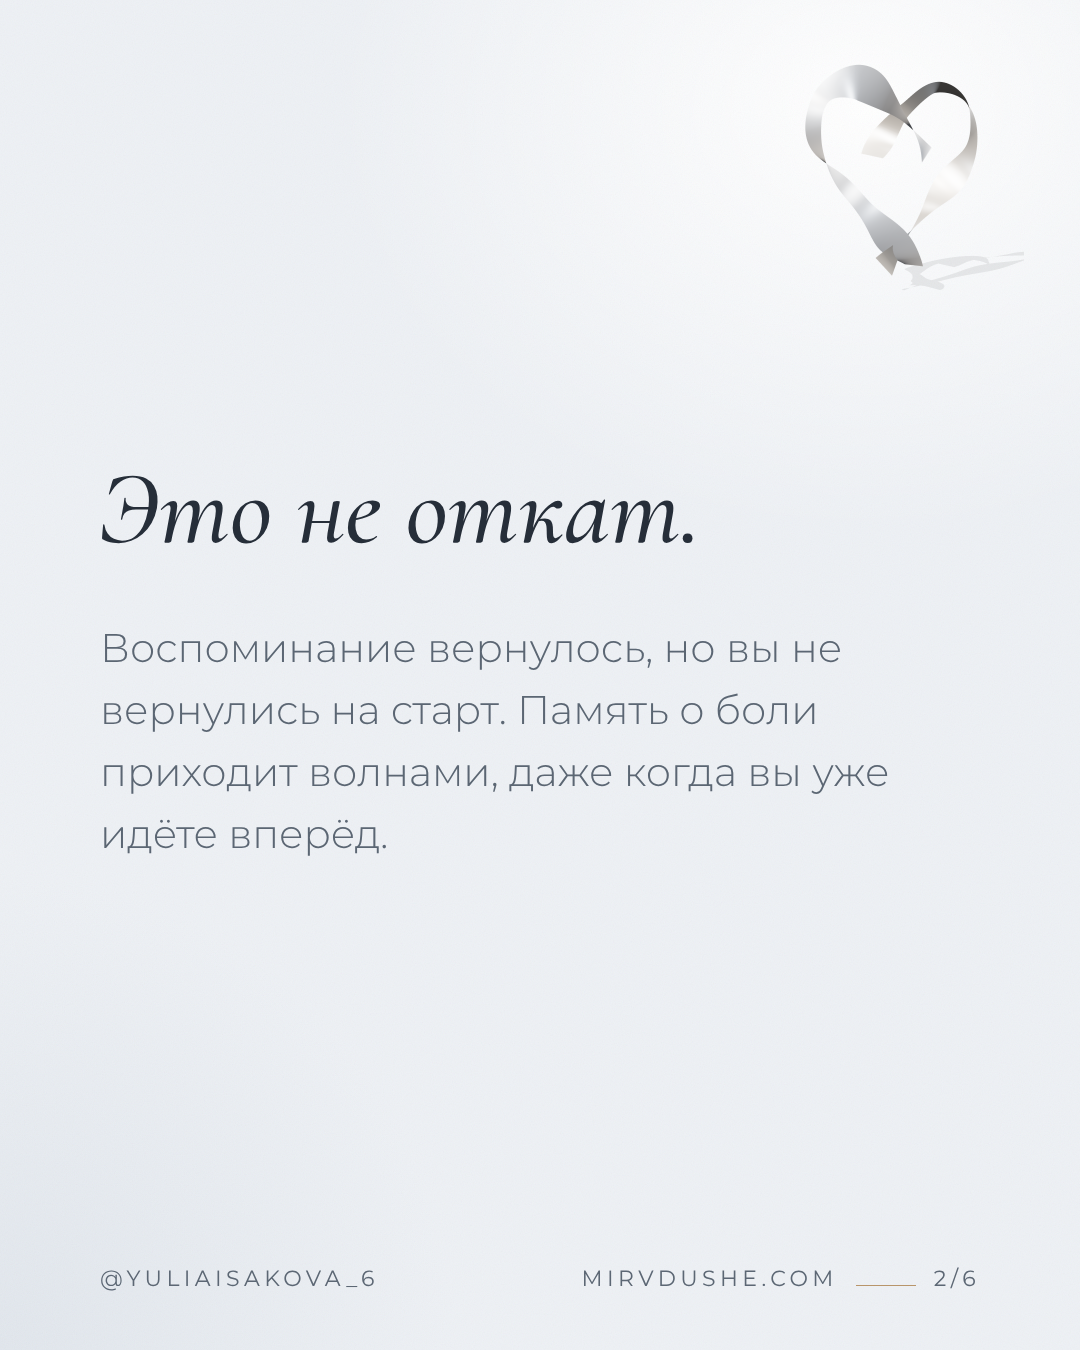 Это не откат.
Воспоминание вернулось, но вы не
вернулись на старт. Память о боли
приходит волнами, даже когда вы уже
идёте вперёд.
@YULIAISAKOVA_6
MIRVDUSHE.COM 2/6